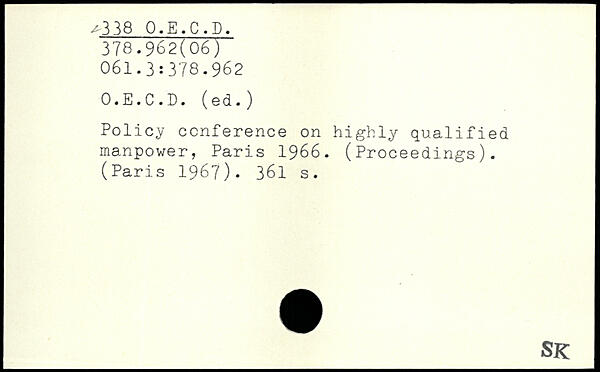 338 O.E.C.D.
378.962(06)
061.3:378.962
O.E.C.D. (ed.)
Policy conference on highly qualified
manpower, Paris 1966. (Proceedings).
(Paris 1967). 361 s.
SK